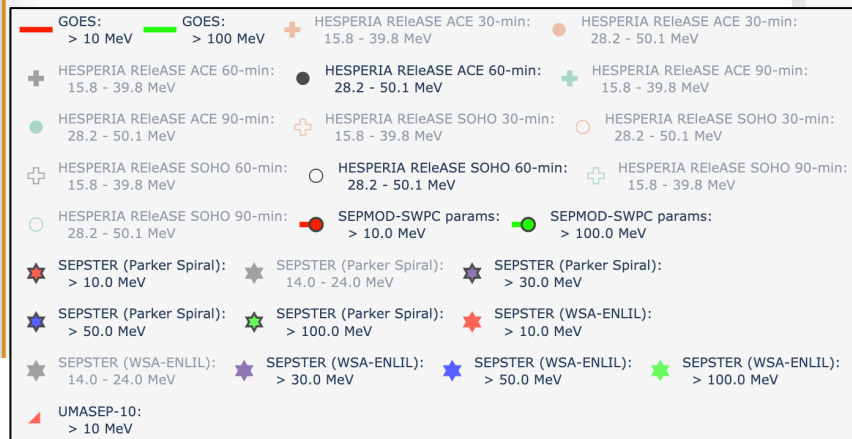 GOES: GOES: HESPERIA REleASE ACE 30-min: HESPERIA REleASE ACE 30-min:
> 10 MeV > 100 MeV 15.8 - 39.8 MeV 28.2 - 50.1 MeV
HESPERIA REleASE ACE 60-min: HESPERIA REleASE ACE 60-min: HESPERIA REleASE ACE 90-min:
15.8 - 39.8 MeV 28.2 - 50.1 MeV 15.8 - 39.8 MeV
HESPERIA REleASE ACE 90-min: HESPERIA REleASE SOHO 30-min: HESPERIA REleASE SOHO 30-min:
28.2 - 50.1 MeV 15.8 - 39.8 MeV 28.2 - 50.1 MeV
HESPERIA REleASE SOHO 60-min: HESPERIA REleASE SOHO 60-min: HESPERIA REleASE SOHO 90-min:
15.8 - 39.8 MeV 28.2 - 50.1 MeV 15.8 - 39.8 MeV
HESPERIA REleASE SOHO 90-min: SEPMOD-SWPC params: SEPMOD-SWPC params:
28.2 - 50.1 MeV > 10.0 MeV > 100.0 MeV
SEPSTER (Parker Spiral): SEPSTER (Parker Spiral): SEPSTER (Parker Spiral):
> 10.0 MeV 14.0 - 24.0 MeV > 30.0 MeV
SEPSTER (Parker Spiral): SEPSTER (Parker Spiral): SEPSTER (WSA-ENLIL):
> 50.0 MeV > 100.0 MeV > 10.0 MeV
SEPSTER (WSA-ENLIL): SEPSTER (WSA-ENLIL): SEPSTER (WSA-ENLIL): SEPSTER (WSA-ENLIL):
14.0 - 24.0 MeV > 30.0 MeV > 50.0 MeV > 100.0 MeV
UMASEP-10:
> 10 MeV